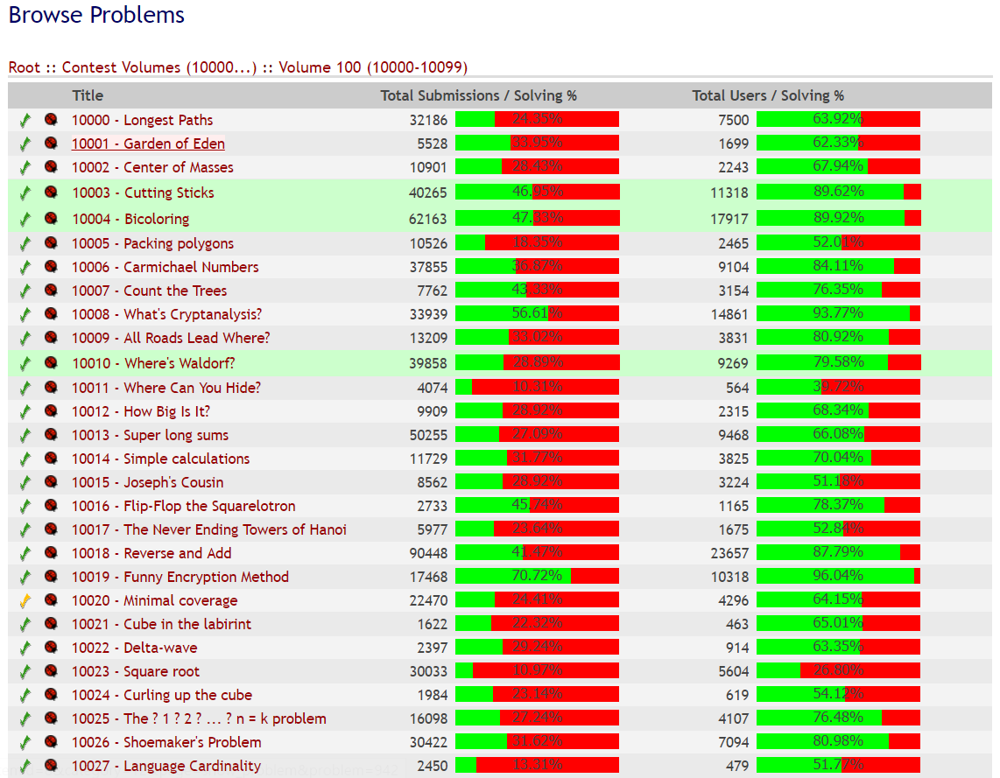 Browse Problems
Root :: Contest Volumes (10000...) :: Volume 100 (10000-10099)
Title Total Submissions / Solving % Total Users / Solving %
10000 - Longest Paths 32186 24.35% 7500 63.92%
10001 - Garden of Eden 5528 33.95% 1699 62.33%
10002 - Center of Masses 10901 28.43% 2243 67.94%
10003 - Cutting Sticks 40265 46.95% 11318 89.62%
10004 - Bicoloring 62163 47.33% 17917 89.92%
10005 - Packing polygons 10526 18.35% 2465 52.01%
10006 - Carmichael Numbers 37855 36.87% 9104 84.11%
10007 - Count the Trees 7762 43.33% 3154 76.35%
10008 - What's Cryptanalysis? 33939 56.61% 14861 93.77%
10009 - All Roads Lead Where? 13209 33.02% 3831 80.92%
10010 - Where's Waldorf? 39858 28.89% 9269 79.58%
10011 - Where Can You Hide? 4074 10.31% 564 39.72%
10012 - How Big Is It? 9909 28.92% 2315 68.34%
10013 - Super long sums 50255 27.09% 9468 66.08%
10014 - Simple calculations 11729 31.77% 3825 70.04%
10015 - Joseph's Cousin 8562 28.92% 3224 51.18%
10016 - Flip-Flop the Squarelotron 2733 45.74% 1165 78.37%
10017 - The Never Ending Towers of Hanoi 5977 23.64% 1675 52.84%
10018 - Reverse and Add 90448 41.47% 23657 87.79%
10019 - Funny Encryption Method 17468 70.72% 10318 96.04%
10020 - Minimal coverage 22470 24.41% 4296 64.15%
10021 - Cube in the labirint 1622 22.32% 463 65.01%
10022 - Delta-wave 2397 29.24% 914 63.35%
10023 - Square root 30033 10.97% 5604 26.80%
10024 - Curling up the cube 1984 23.14% 619 54.12%
10025 - The ? 1 ? 2 ? ... ? n = k problem 16098 27.24% 4107 76.48%
10026 - Shoemaker's Problem 30422 31.62% 7094 80.98%
10027 - Language Cardinality 2450 13.31% 479 51.77%